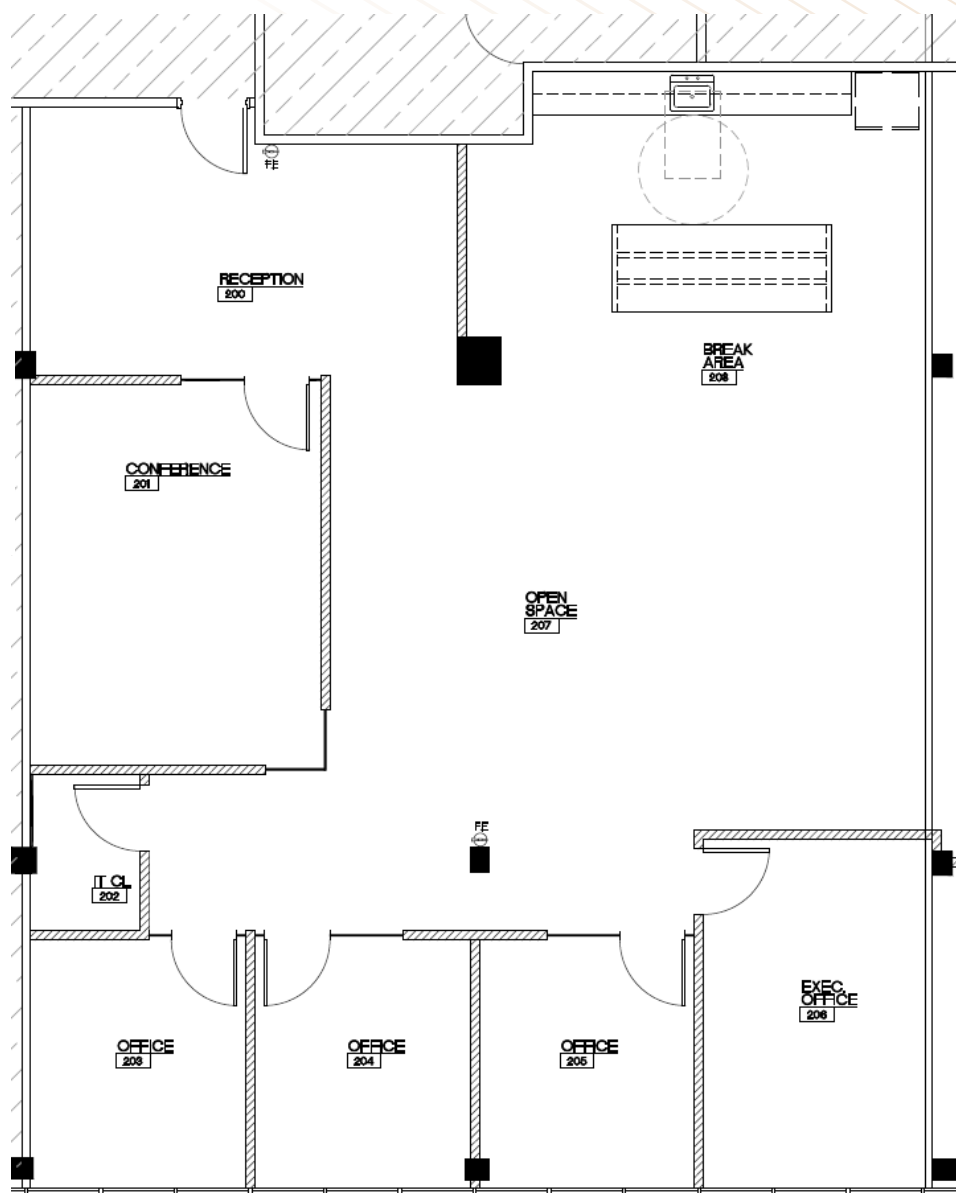 FE
RECEPTION
200
BREAK
AREA
208
CONFERENCE
201
OPEN
SPACE
207
FE
IT CL
202
EXEC.
OFFICE
206
OFFICE
203
OFFICE
204
OFFICE
205